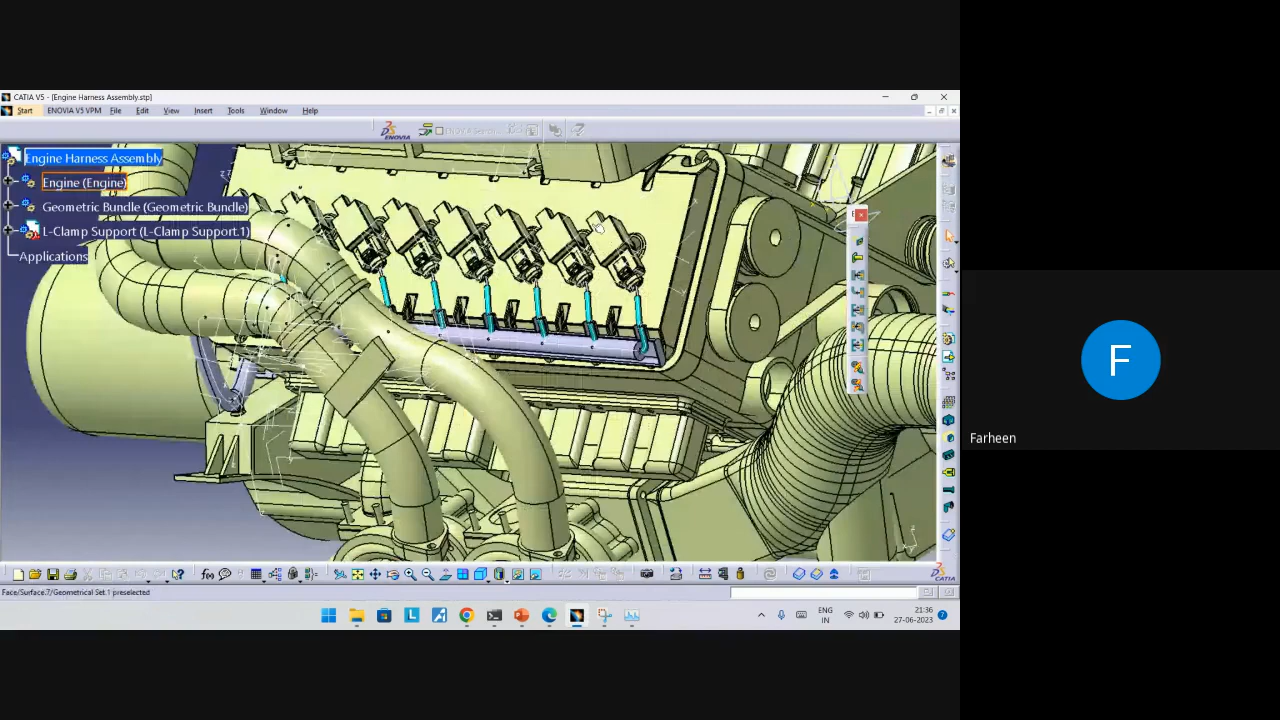 CATIA V5 - [Engine Harness Assembly.stp]
Start ENOVIA V5 VPM File Edit View Insert Tools Window Help
ENOVIA
Engine Harness Assembly
Engine (Engine)
Geometric Bundle (Geometric Bundle)
L-Clamp Support (L-Clamp Support.1)
Applications
F
Farheen
CATIA
Face/Surface.7/Geometrical Set.1 preselected
ENG
IN
21:36
27-06-2023